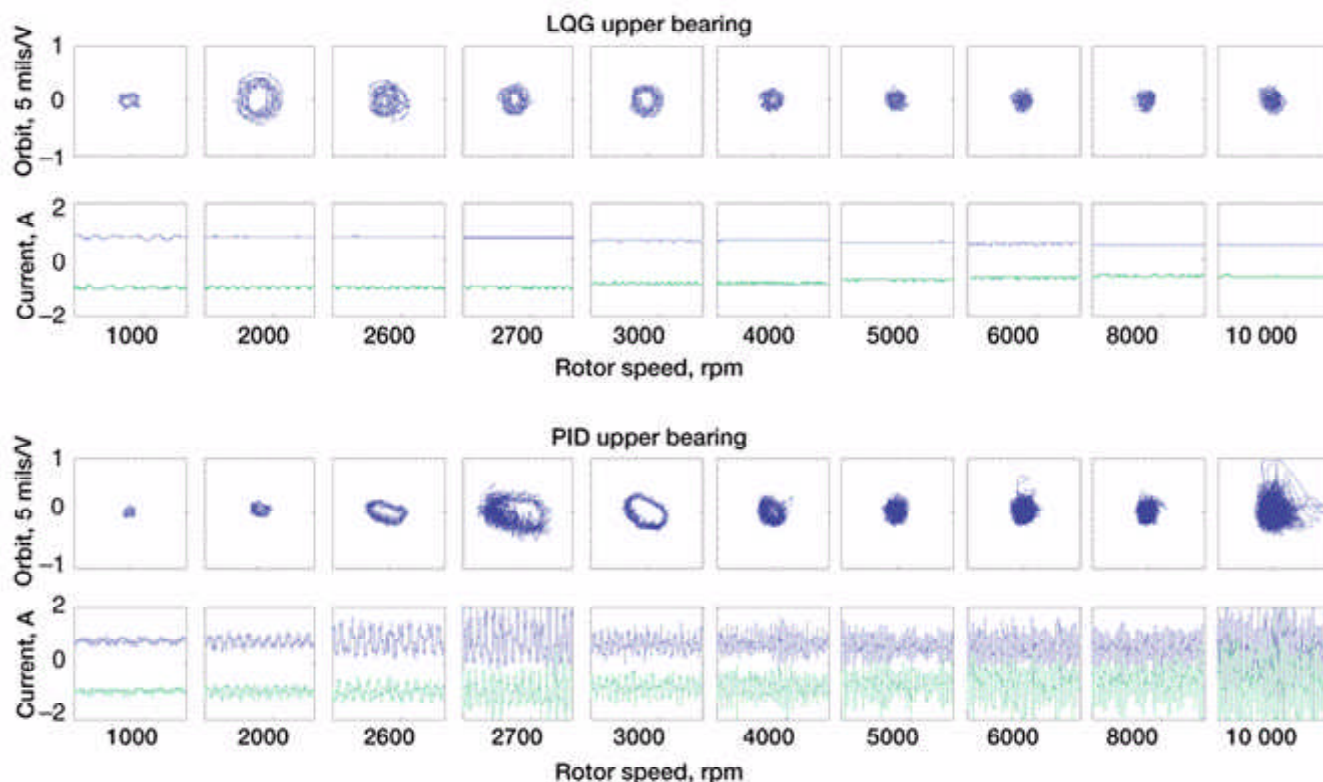 LQG upper bearing
Orbit, 5 mils/V
1
0
−1
Current, A
2
0
−2
1000 2000 2600 2700 3000 4000 5000 6000 8000 10 000
Rotor speed, rpm
PID upper bearing
Orbit, 5 mils/V
1
0
−1
Current, A
2
0
−2
1000 2000 2600 2700 3000 4000 5000 6000 8000 10 000
Rotor speed, rpm